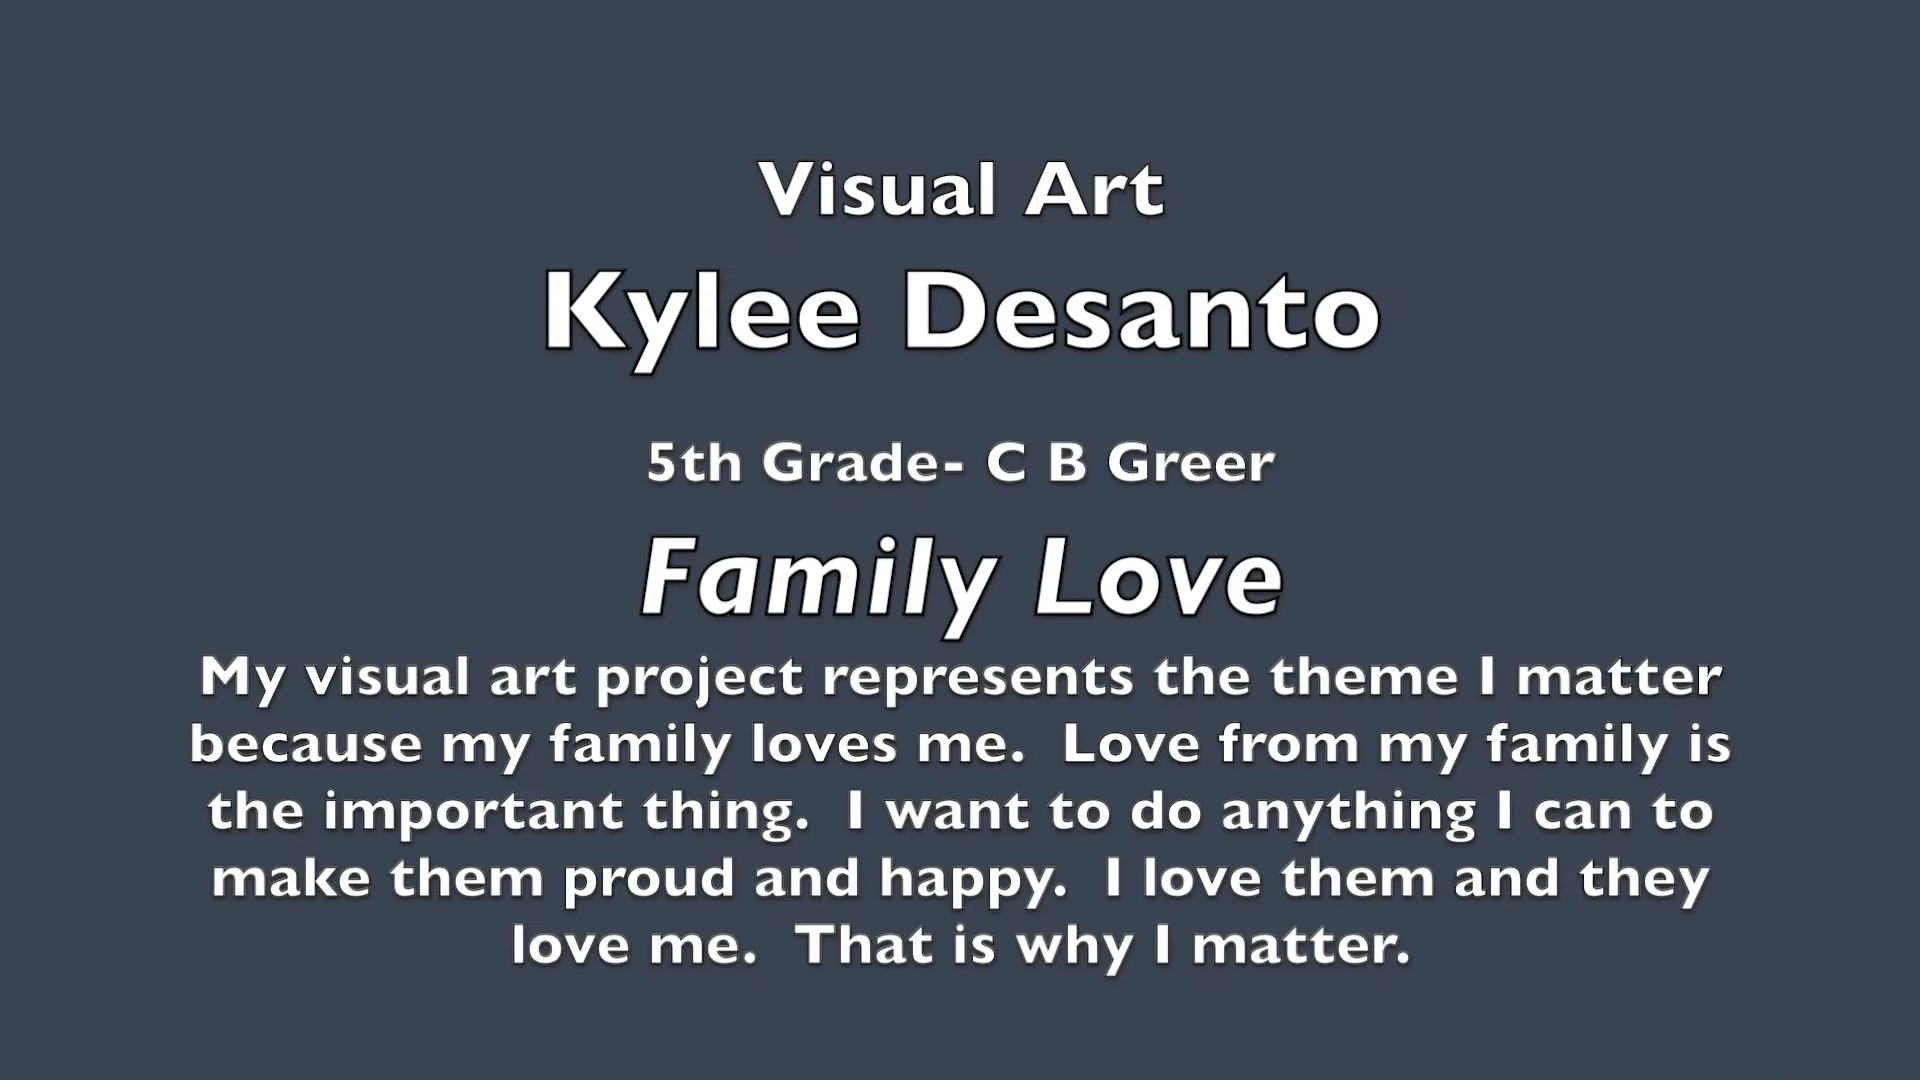 Visual Art
Kylee Desanto
5th Grade- C B Greer
Family Love
My visual art project represents the theme I matter
because my family loves me.  Love from my family is
the important thing.  I want to do anything I can to
make them proud and happy.  I love them and they
love me.  That is why I matter.